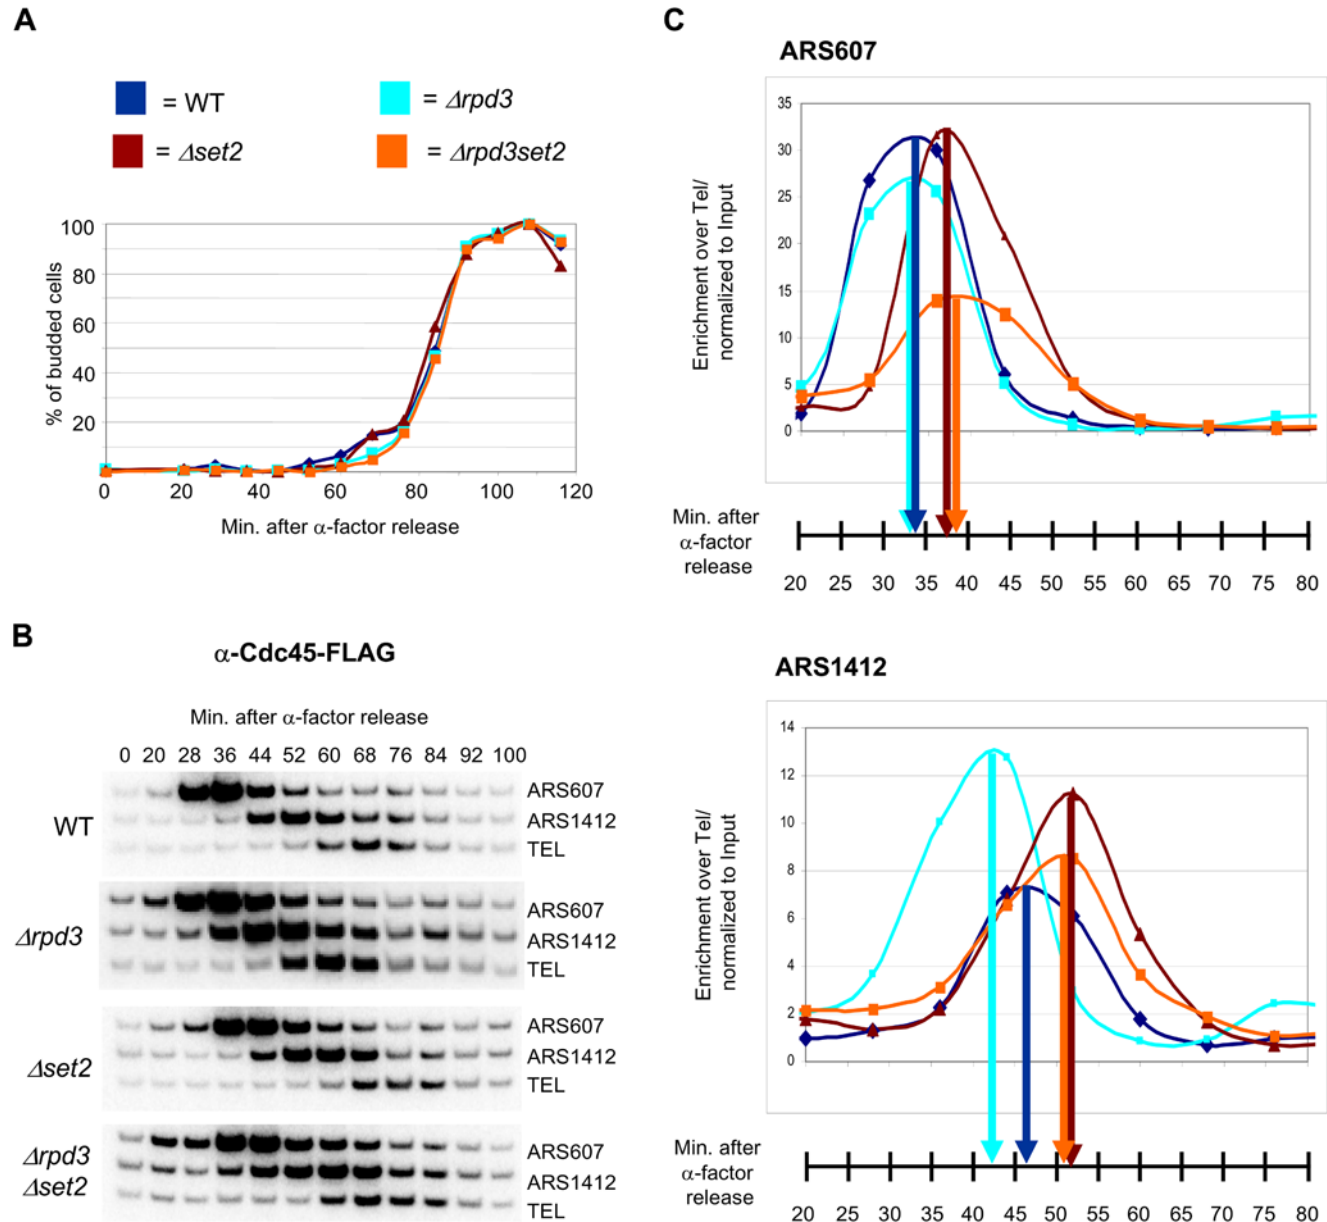 A
= WT
= Δrpd3
= Δset2
= Δrpd3set2
% of budded cells
100
80
60
40
20
0 20 40 60 80 100 120
Min. after α-factor release
B
α-Cdc45-FLAG
Min. after α-factor release
0 20 28 36 44 52 60 68 76 84 92 100
WT
ARS607
ARS1412
TEL
Δrpd3
ARS607
ARS1412
TEL
Δset2
ARS607
ARS1412
TEL
Δrpd3
Δset2
ARS607
ARS1412
TEL
C
ARS607
Enrichment over Tel/
normalized to Input
35
30
25
20
15
10
5
0
Min. after
α-factor
release
20 25 30 35 40 45 50 55 60 65 70 75 80
ARS1412
Enrichment over Tel/
normalized to Input
14
12
10
8
6
4
2
0
Min. after
α-factor
release
20 25 30 35 40 45 50 55 60 65 70 75 80